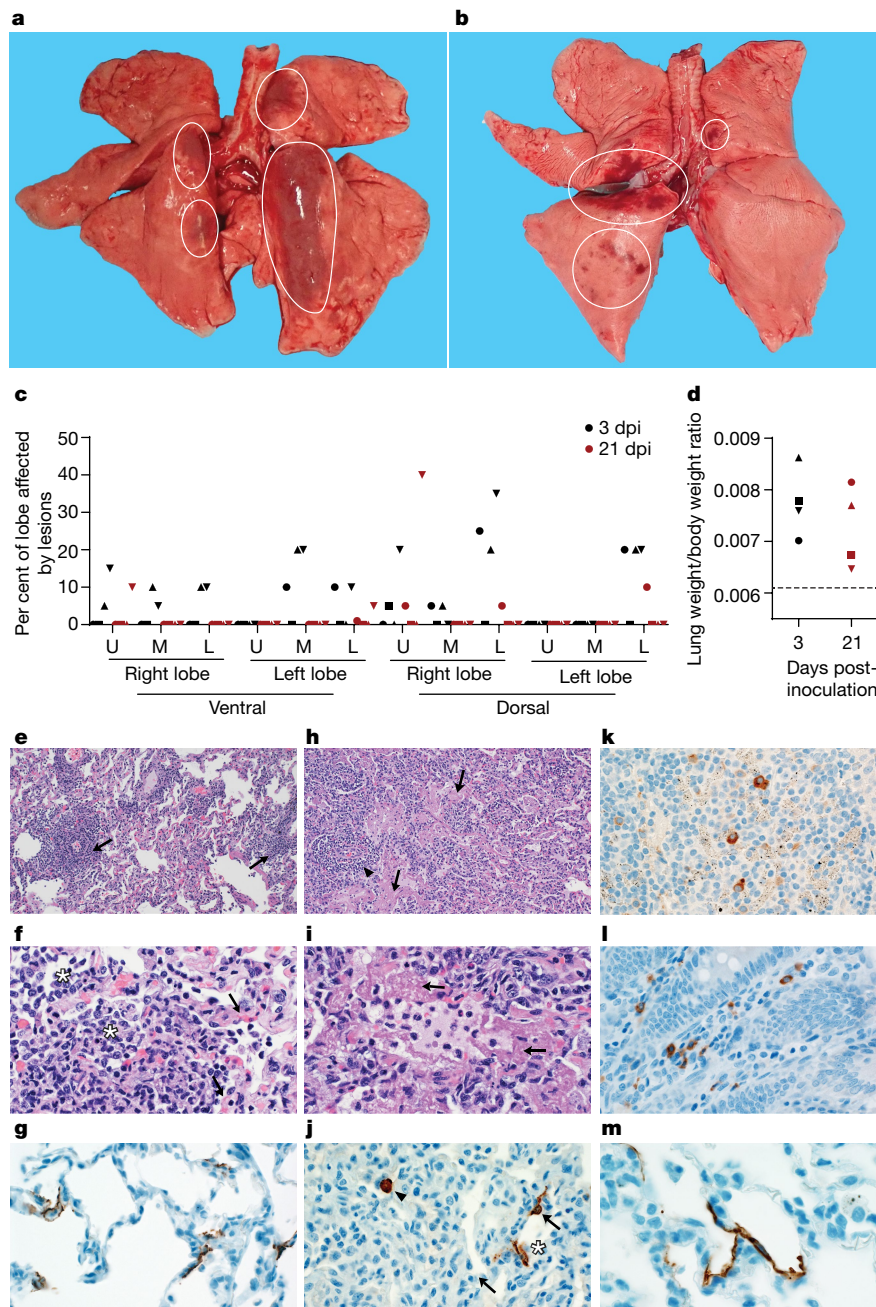 a
b
c
Per cent of lobe affected
by lesions
50
40
30
20
10
0
3 dpi
21 dpi
U M L U M L U M L U M L
Right lobe Left lobe Right lobe Left lobe
Ventral Dorsal
d
Lung weight/body weight ratio
0.009
0.008
0.007
0.006
3 21
Days post-
inoculation
e
h
k
f
i
l
* *
g
j
m
*